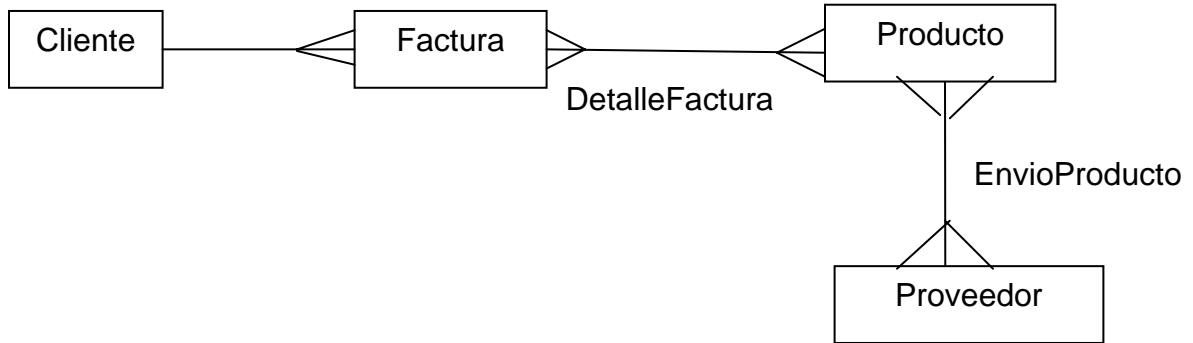 Cliente
Factura
Producto
DetalleFactura
EnvioProducto
Proveedor